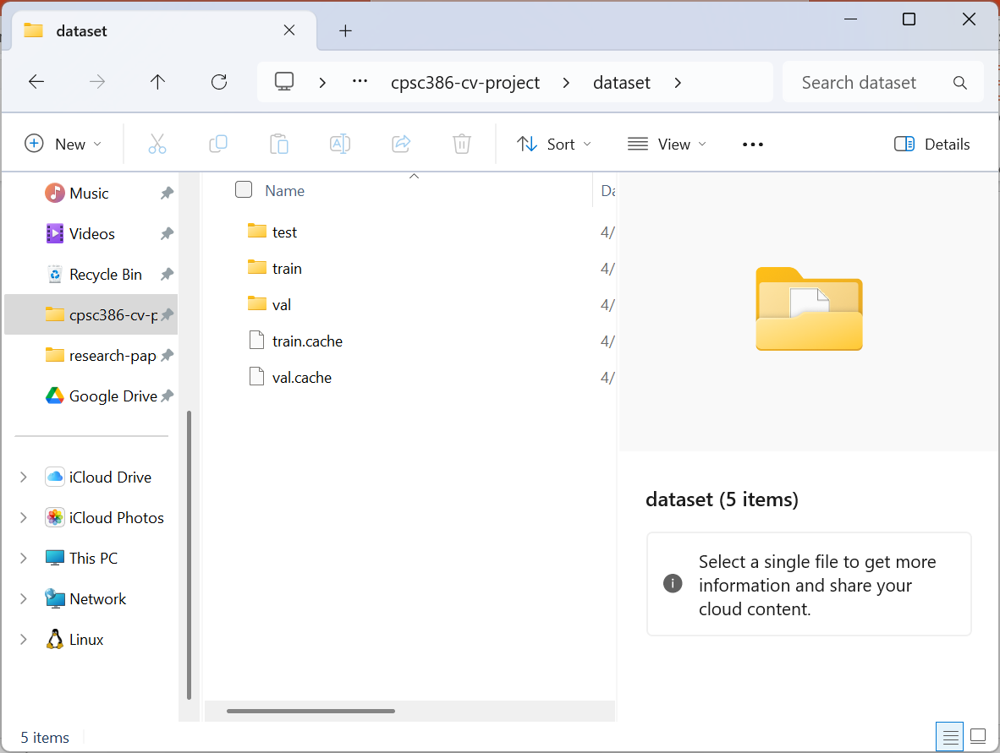 dataset
cpsc386-cv-project
dataset
Search dataset
New
Sort
View
Details
Music
Videos
Recycle Bin
cpsc386-cv-p
research-pap
Google Drive
iCloud Drive
iCloud Photos
This PC
Network
Linux
Name
Da
test
4/
train
4/
val
4/
train.cache
4/
val.cache
4/
dataset (5 items)
Select a single file to get more
information and share your
cloud content.
5 items